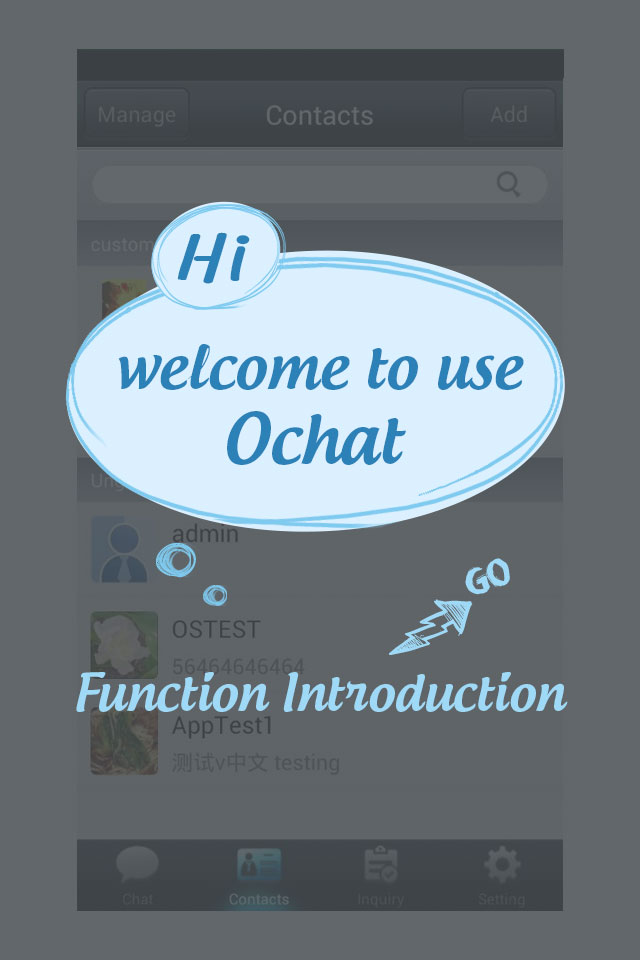 Manage
Contacts
Add
custom
Hi
welcome to use
Ochat
admin
GO
OSTEST
56464646464
Function Introduction
AppTest1
测试v中文 testing
Chat
Contacts
Inquiry
Setting